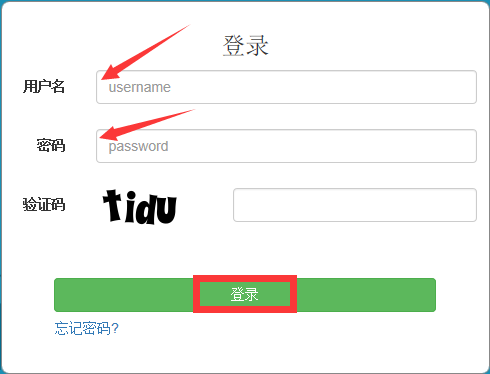 登录
用户名 username
密码 password
验证码 tidu
登录
忘记密码?